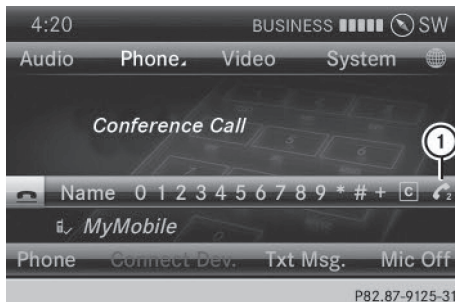 4:20 BUSINESS SW
Audio Phone Video System
Conference Call
1
Name 0 1 2 3 4 5 6 7 8 9 * # + C 2
MyMobile
Phone Connect Dev. Txt Msg. Mic Off
P82.87-9125-31